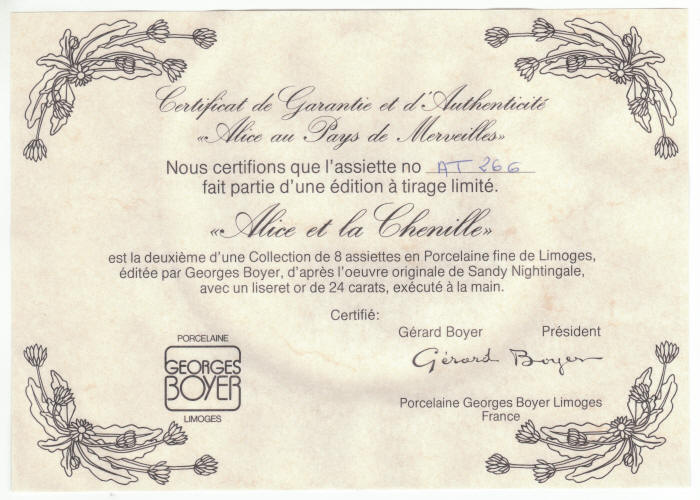 Certificat de Garantie et d'Authenticité
«Alice au Pays de Merveilles»
Nous certifions que l'assiette no AT 266
fait partie d'une édition à tirage limité.
«Alice et la Chenille»
est la deuxième d'une Collection de 8 assiettes en Porcelaine fine de Limoges,
éditée par Georges Boyer, d'après l'oeuvre originale de Sandy Nightingale,
avec un liseret or de 24 carats, exécuté à la main.
Certifié:
Gérard Boyer Président
Gérard Boyer
PORCELAINE
GEORGES
BOYER
LIMOGES
Porcelaine Georges Boyer Limoges
France